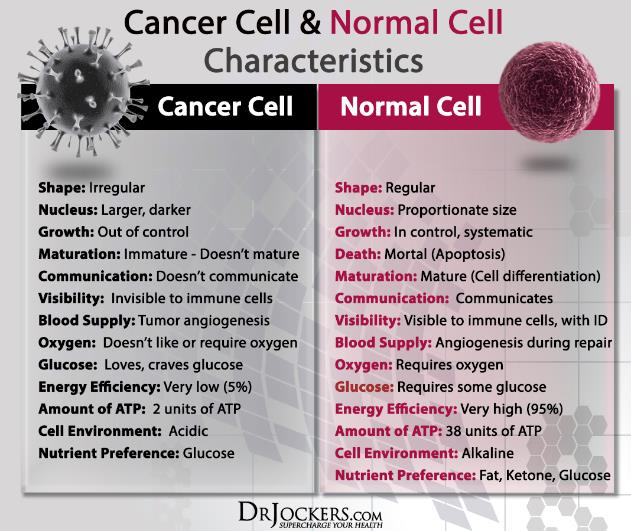 Cancer Cell & Normal Cell
Characteristics
Cancer Cell
Shape: Irregular
Nucleus: Larger, darker
Growth: Out of control
Maturation: Immature - Doesn't mature
Communication: Doesn't communicate
Visibility: Invisible to immune cells
Blood Supply: Tumor angiogenesis
Oxygen: Doesn't like or require oxygen
Glucose: Loves, craves glucose
Energy Efficiency: Very low (5%)
Amount of ATP: 2 units of ATP
Cell Environment: Acidic
Nutrient Preference: Glucose
Normal Cell
Shape: Regular
Nucleus: Proportionate size
Growth: In control, systematic
Death: Mortal (Apoptosis)
Maturation: Mature (Cell differentiation)
Communication: Communicates
Visibility: Visible to immune cells, with ID
Blood Supply: Angiogenesis during repair
Oxygen: Requires oxygen
Glucose: Requires some glucose
Energy Efficiency: Very high (95%)
Amount of ATP: 38 units of ATP
Cell Environment: Alkaline
Nutrient Preference: Fat, Ketone, Glucose
DRJOCKERS.COM
SUPERCHARGE YOUR HEALTH